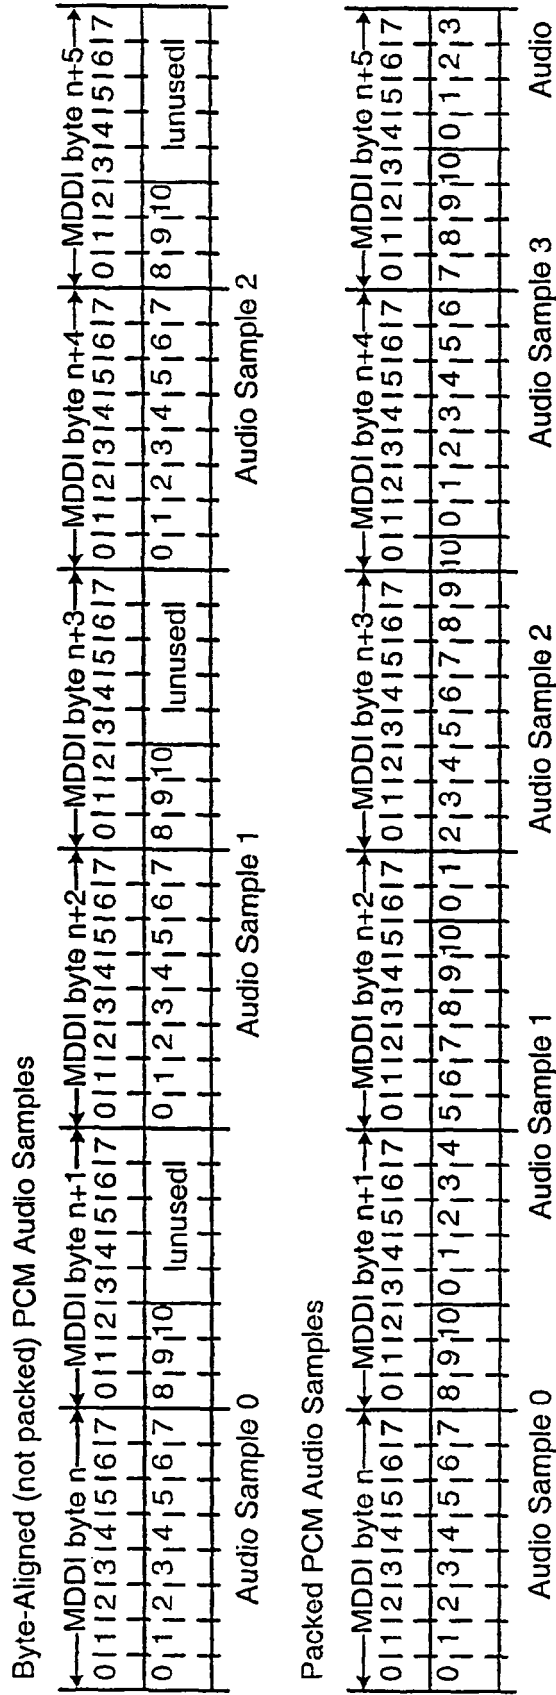 Byte-Aligned (not packed) PCM Audio Samples
MDDI byte n MDDI byte n+1 MDDI byte n+2 MDDI byte n+3 MDDI byte n+4 MDDI byte n+5
0 1 2 3 4 5 6 7 0 1 2 3 4 5 6 7 0 1 2 3 4 5 6 7 0 1 2 3 4 5 6 7 0 1 2 3 4 5 6 7 0 1 2 3 4 5 6 7
0 1 2 3 4 5 6 7 8 9 10 unused 0 1 2 3 4 5 6 7 8 9 10 unused 0 1 2 3 4 5 6 7 8 9 10 unused
Audio Sample 0 Audio Sample 1 Audio Sample 2
Packed PCM Audio Samples
MDDI byte n MDDI byte n+1 MDDI byte n+2 MDDI byte n+3 MDDI byte n+4 MDDI byte n+5
0 1 2 3 4 5 6 7 0 1 2 3 4 5 6 7 0 1 2 3 4 5 6 7 0 1 2 3 4 5 6 7 0 1 2 3 4 5 6 7 0 1 2 3 4 5 6 7
0 1 2 3 4 5 6 7 8 9 10 0 1 2 3 4 5 6 7 8 9 10 0 1 2 3 4 5 6 7 8 9 10 0 1 2 3 4 5 6 7 8 9 10 0 1 2 3
Audio Sample 0 Audio Sample 1 Audio Sample 2 Audio Sample 3 Audio